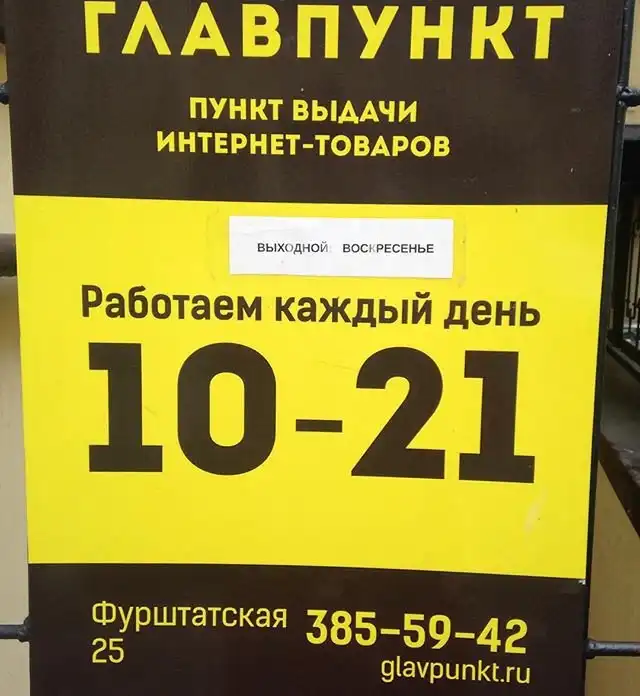 ГЛАВПУНКТ
ПУНКТ ВЫДАЧИ
ИНТЕРНЕТ-ТОВАРОВ
ВЫХОДНОЙ: ВОСКРЕСЕНЬЕ
Работаем каждый день
10-21
Фурштатская 385-59-42
25 glavpunkt.ru